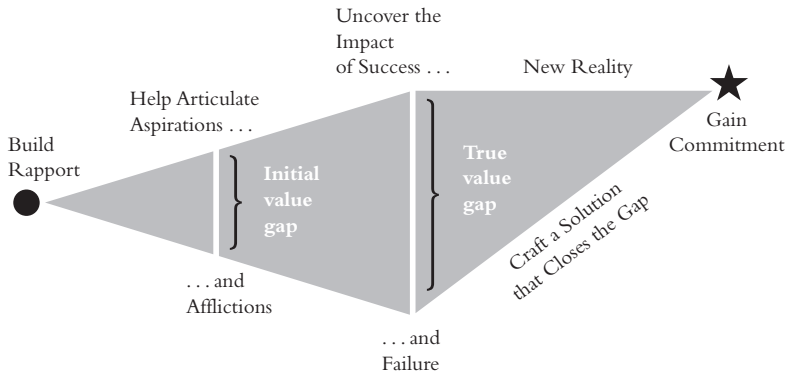 Build
Rapport
Help Articulate
Aspirations . . .
. . . and
Afflictions
Initial
value
gap
Uncover the
Impact
of Success . . .
. . . and
Failure
True
value
gap
New Reality
Craft a Solution
that Closes the Gap
Gain
Commitment